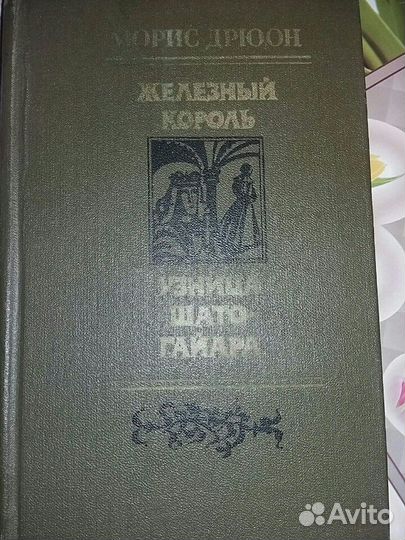 МОРИС ДРЮОН
ЖЕЛЕЗНЫЙ
КОРОЛЬ
УЗНИЦА
ШАТО-
ГАЙАРА
Avito